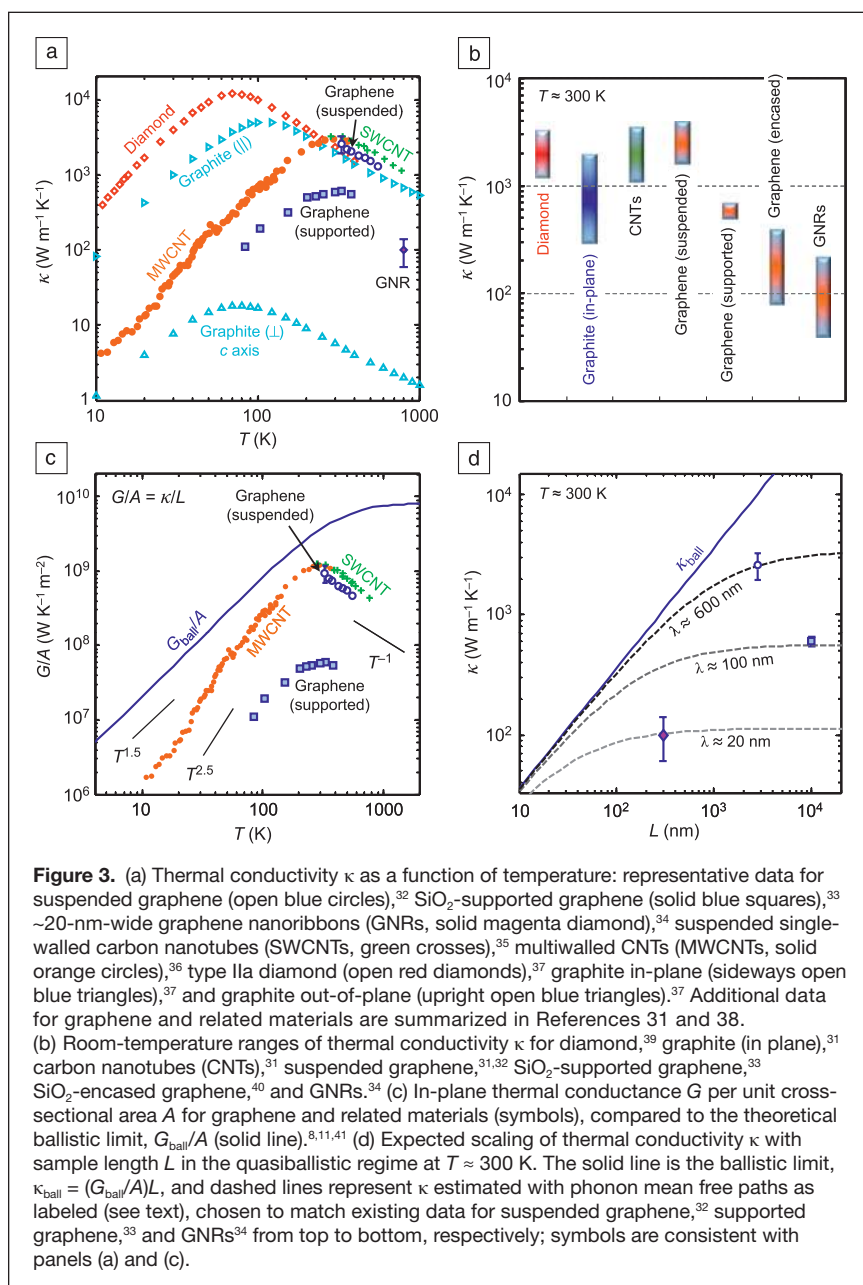 a
κ (W m⁻¹ K⁻¹)
10⁴
10³
10²
10
1
10
100
1000
T (K)
Diamond
Graphite (||)
Graphene
(suspended)
SWCNT
MWCNT
Graphene
(supported)
GNR
Graphite (⊥)
c axis
b
κ (W m⁻¹ K⁻¹)
10⁴
10³
10²
10
T ≈ 300 K
Diamond
Graphite (in-plane)
CNTs
Graphene (suspended)
Graphene (supported)
Graphene (encased)
GNRs
c
G/A (W K⁻¹ m⁻²)
10¹⁰
10⁹
10⁸
10⁷
10⁶
10
100
1000
T (K)
G/A = κ/L
Graphene
(suspended)
SWCNT
G_ball/A
MWCNT
T⁻¹
Graphene
(supported)
T¹·⁵
T²·⁵
d
κ (W m⁻¹ K⁻¹)
10⁴
10³
10²
10
10²
10³
10⁴
L (nm)
T ≈ 300 K
κ_ball
λ ≈ 600 nm
λ ≈ 100 nm
λ ≈ 20 nm
Figure 3. (a) Thermal conductivity κ as a function of temperature: representative data for
suspended graphene (open blue circles),³² SiO₂-supported graphene (solid blue squares),³³
~20-nm-wide graphene nanoribbons (GNRs, solid magenta diamond),³⁴ suspended single-
walled carbon nanotubes (SWCNTs, green crosses),³⁵ multiwalled CNTs (MWCNTs, solid
orange circles),³⁶ type IIa diamond (open red diamonds),³⁷ graphite in-plane (sideways open
blue triangles),³⁷ and graphite out-of-plane (upright open blue triangles).³⁷ Additional data
for graphene and related materials are summarized in References 31 and 38.
(b) Room-temperature ranges of thermal conductivity κ for diamond,³⁹ graphite (in plane),³¹
carbon nanotubes (CNTs),³¹ suspended graphene,³¹,³² SiO₂-supported graphene,³³
SiO₂-encased graphene,⁴⁰ and GNRs.³⁴ (c) In-plane thermal conductance G per unit cross-
sectional area A for graphene and related materials (symbols), compared to the theoretical
ballistic limit, G_ball/A (solid line).⁸,¹¹,⁴¹ (d) Expected scaling of thermal conductivity κ with
sample length L in the quasiballistic regime at T ≈ 300 K. The solid line is the ballistic limit,
κ_ball = (G_ball/A)L, and dashed lines represent κ estimated with phonon mean free paths as
labeled (see text), chosen to match existing data for suspended graphene,³² supported
graphene,³³ and GNRs³⁴ from top to bottom, respectively; symbols are consistent with
panels (a) and (c).